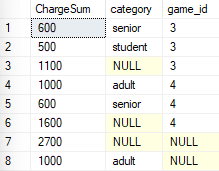 ChargeSum category game_id
1 600 senior 3
2 500 student 3
3 1100 NULL 3
4 1000 adult 4
5 600 senior 4
6 1600 NULL 4
7 2700 NULL NULL
8 1000 adult NULL